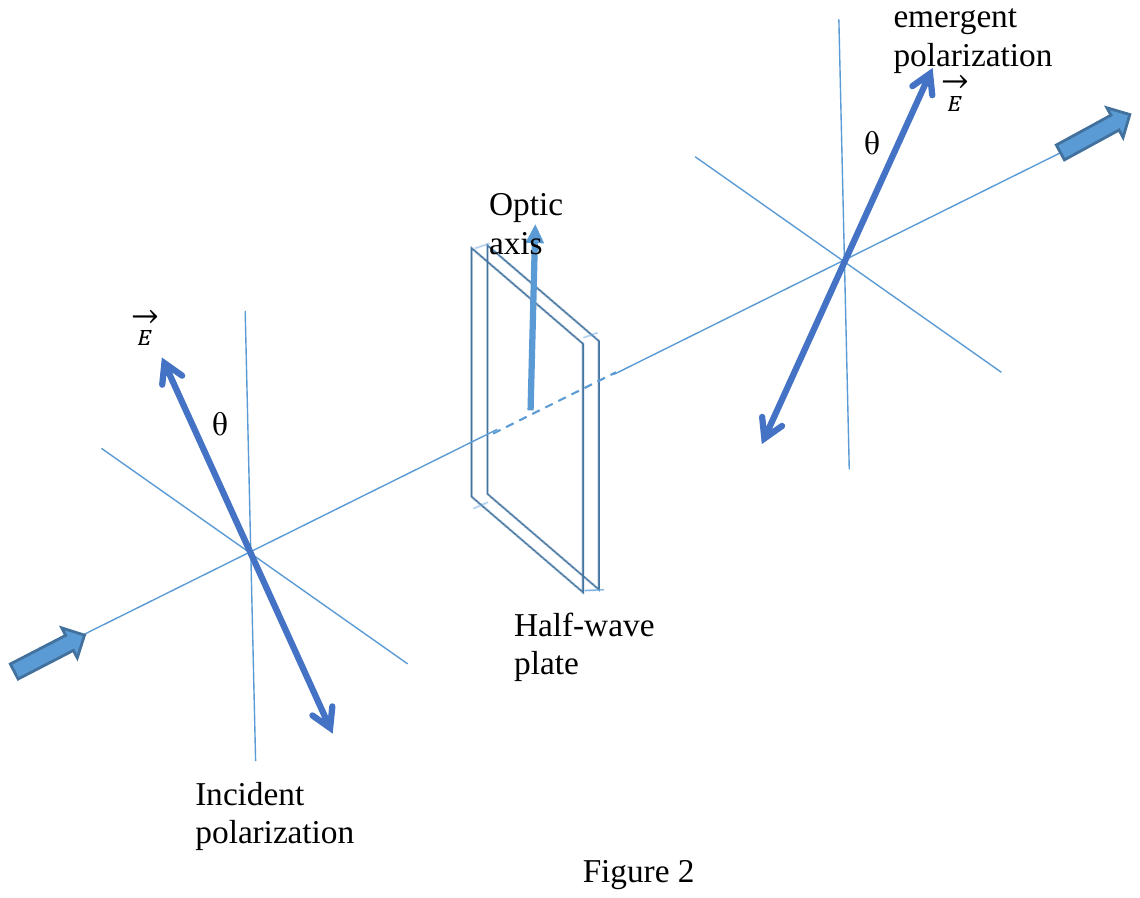 emergent
polarization
E
θ
Optic
axis
E
θ
Half-wave
plate
Incident
polarization
Figure 2